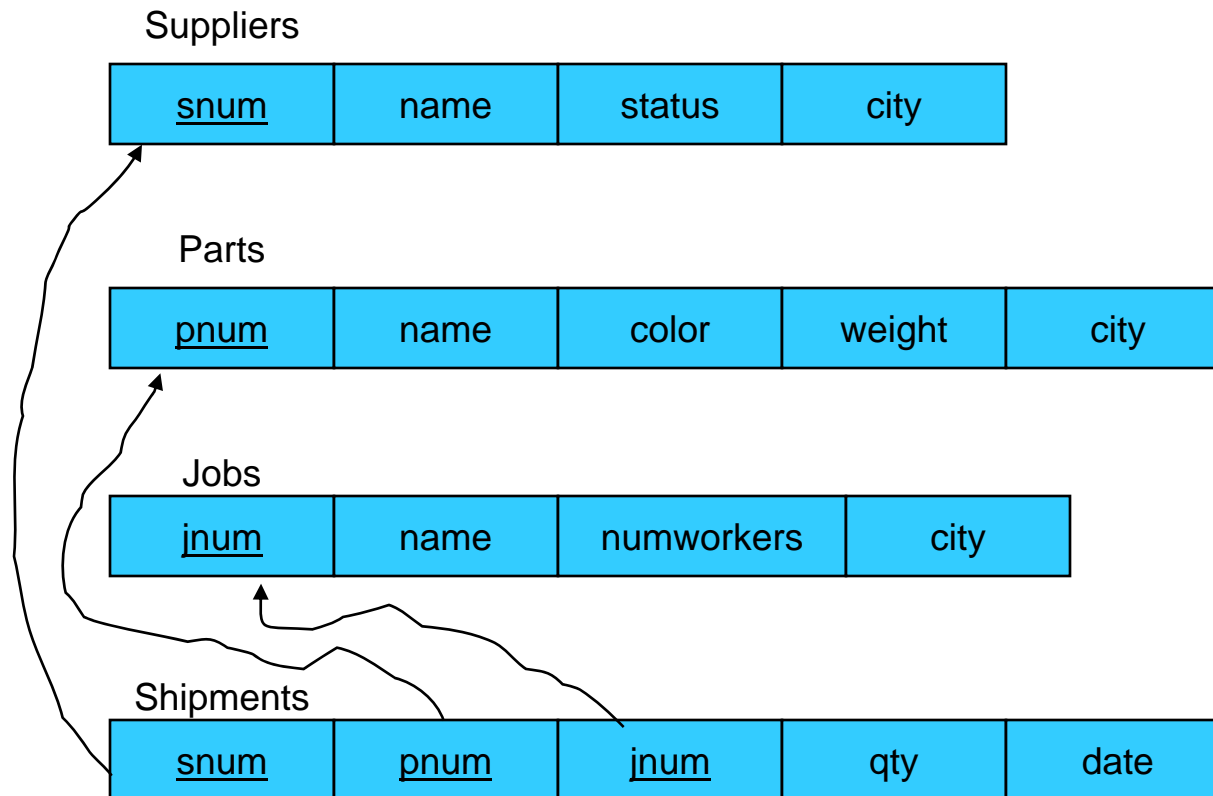 Suppliers
snum name status city
Parts
pnum name color weight city
Jobs
jnum name numworkers city
Shipments
snum pnum jnum qty date